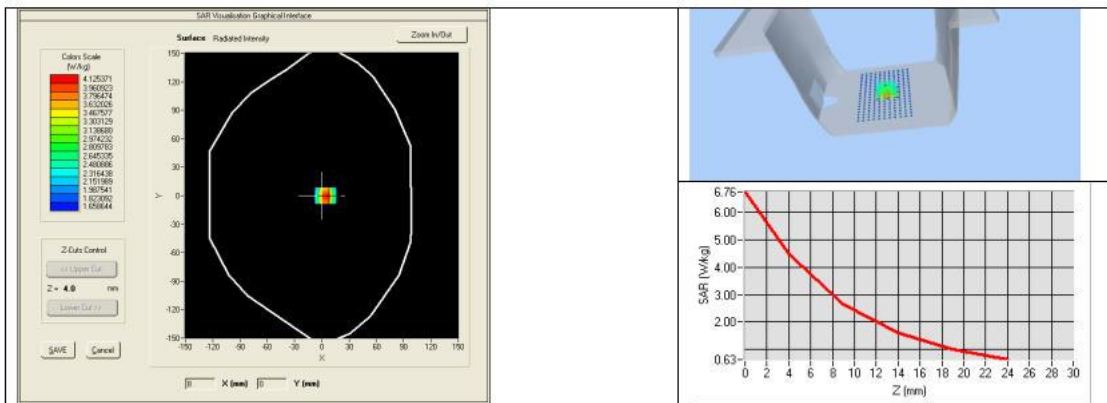 SAR Visualisation Graphical Interface
Surface Radiated Intensity
Zoom In/Out
Colors Scale
(W/kg)
4.125371
3.960923
3.796474
3.632026
3.467577
3.303129
3.138680
2.974232
2.809783
2.645335
2.480886
2.316438
2.151989
1.987541
1.823092
1.658644
150
120
90
60
30
0
-30
-60
-90
-120
-150
Y
-150 -120 -90 -60 -30 0 30 60 90 120 150
X
Z-Cuts Control
<< Upper Cut
Z = 4.0 mm
Lower Cut >>
SAVE Cancel
X (mm) 0 Y (mm)
6.76
6.00
5.00
4.00
3.00
2.00
0.63
SAR (W/kg)
0 2 4 6 8 10 12 14 16 18 20 22 24 26 28 30
Z (mm)